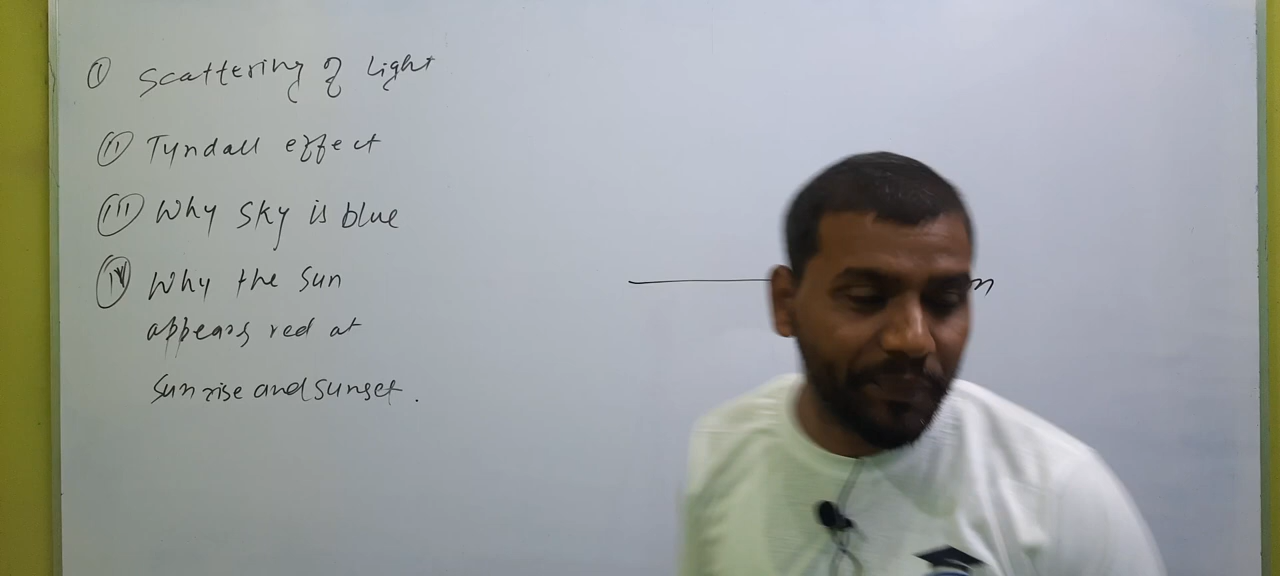 ① Scattering of Light
(ii) Tyndall effect
(iii) Why sky is blue
(iv) Why the sun
appears red at
sunrise and sunset.